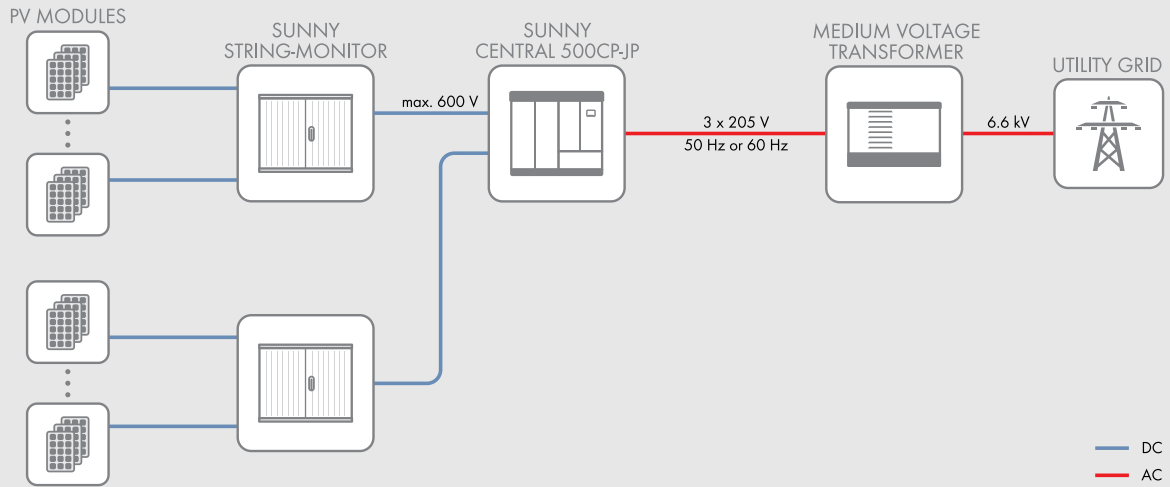 PV MODULES
SUNNY
STRING-MONITOR
SUNNY
CENTRAL 500CP-JP
MEDIUM VOLTAGE
TRANSFORMER
UTILITY GRID
max. 600 V
3 x 205 V
50 Hz or 60 Hz
6.6 kV
DC
AC